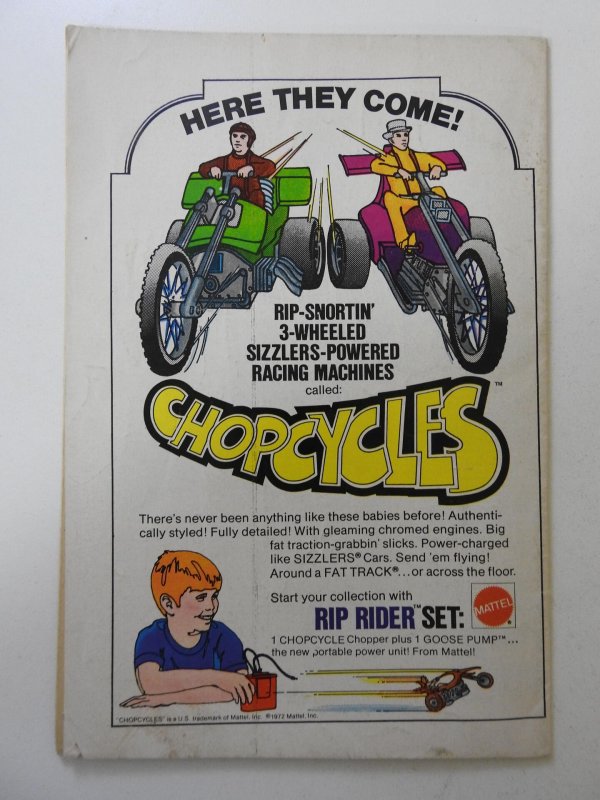 HERE THEY COME!
RIP-SNORTIN'
3-WHEELED
SIZZLERS-POWERED
RACING MACHINES
called:
CHOPCYCLES™
There's never been anything like these babies before! Authenti-
cally styled! Fully detailed! With gleaming chromed engines. Big
fat traction-grabbin' slicks. Power-charged
like SIZZLERS® Cars. Send 'em flying!
Around a FAT TRACK®...or across the floor.
Start your collection with
RIP RIDER™ SET:
MATTEL®
1 CHOPCYCLE Chopper plus 1 GOOSE PUMP™...
the new portable power unit! From Mattel!
"CHOPCYCLES" is a U.S. trademark of Mattel, Inc. ©1972 Mattel, Inc.